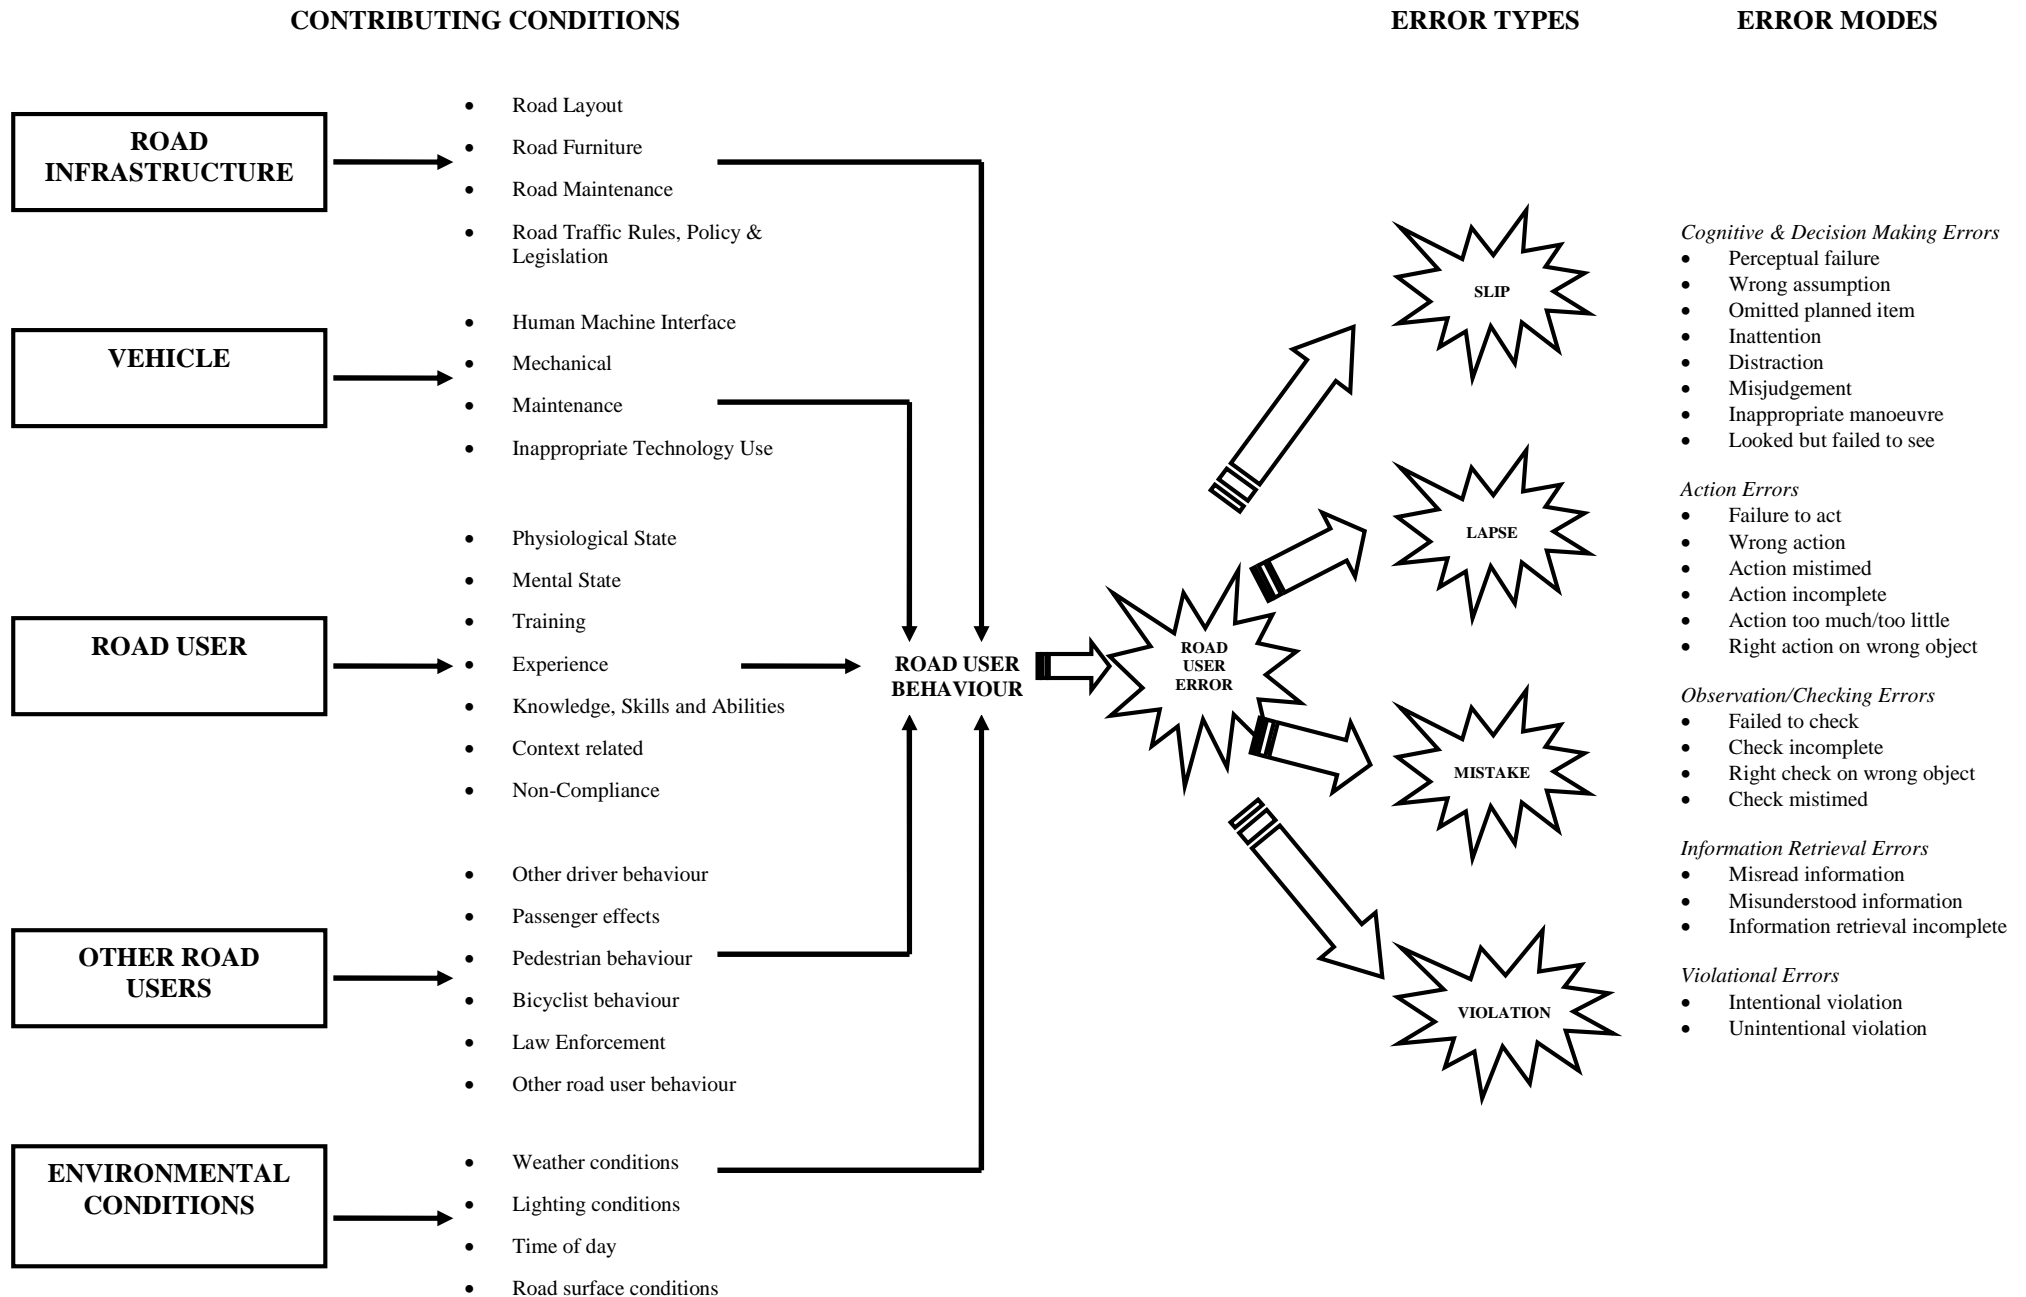 CONTRIBUTING CONDITIONS
ERROR TYPES
ERROR MODES
ROAD
INFRASTRUCTURE
• Road Layout
• Road Furniture
• Road Maintenance
• Road Traffic Rules, Policy &
Legislation
VEHICLE
• Human Machine Interface
• Mechanical
• Maintenance
• Inappropriate Technology Use
ROAD USER
• Physiological State
• Mental State
• Training
• Experience
• Knowledge, Skills and Abilities
• Context related
• Non-Compliance
OTHER ROAD
USERS
• Other driver behaviour
• Passenger effects
• Pedestrian behaviour
• Bicyclist behaviour
• Law Enforcement
• Other road user behaviour
ENVIRONMENTAL
CONDITIONS
• Weather conditions
• Lighting conditions
• Time of day
• Road surface conditions
ROAD USER
BEHAVIOUR
ROAD
USER
ERROR
SLIP
LAPSE
MISTAKE
VIOLATION
Cognitive & Decision Making Errors
• Perceptual failure
• Wrong assumption
• Omitted planned item
• Inattention
• Distraction
• Misjudgement
• Inappropriate manoeuvre
• Looked but failed to see
Action Errors
• Failure to act
• Wrong action
• Action mistimed
• Action incomplete
• Action too much/too little
• Right action on wrong object
Observation/Checking Errors
• Failed to check
• Check incomplete
• Right check on wrong object
• Check mistimed
Information Retrieval Errors
• Misread information
• Misunderstood information
• Information retrieval incomplete
Violational Errors
• Intentional violation
• Unintentional violation